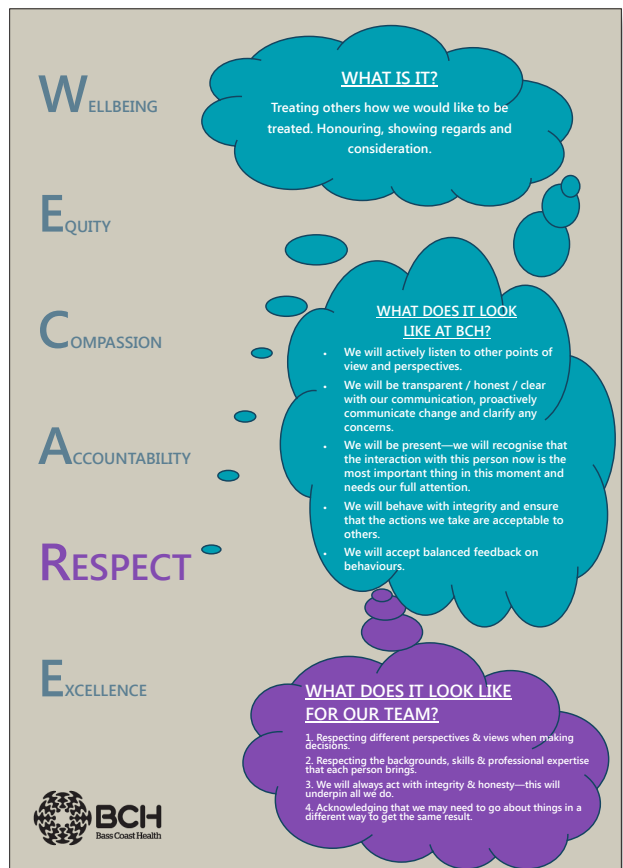 WELLBEING
EQUITY
COMPASSION
ACCOUNTABILITY
RESPECT
EXCELLENCE
WHAT IS IT?
Treating others how we would like to be
treated. Honouring, showing regards and
consideration.
WHAT DOES IT LOOK
LIKE AT BCH?
• We will actively listen to other points of
view and perspectives.
• We will be transparent / honest / clear
with our communication, proactively
communicate change and clarify any
concerns.
• We will be present—we will recognise that
the interaction with this person now is the
most important thing in this moment and
needs our full attention.
• We will behave with integrity and ensure
that the actions we take are acceptable to
others.
• We will accept balanced feedback on
behaviours.
WHAT DOES IT LOOK LIKE
FOR OUR TEAM?
1. Respecting different perspectives & views when making
decisions.
2. Respecting the backgrounds, skills & professional expertise
that each person brings.
3. We will always act with integrity & honesty—this will
underpin all we do.
4. Acknowledging that we may need to go about things in a
different way to get the same result.
BCH
Bass Coast Health